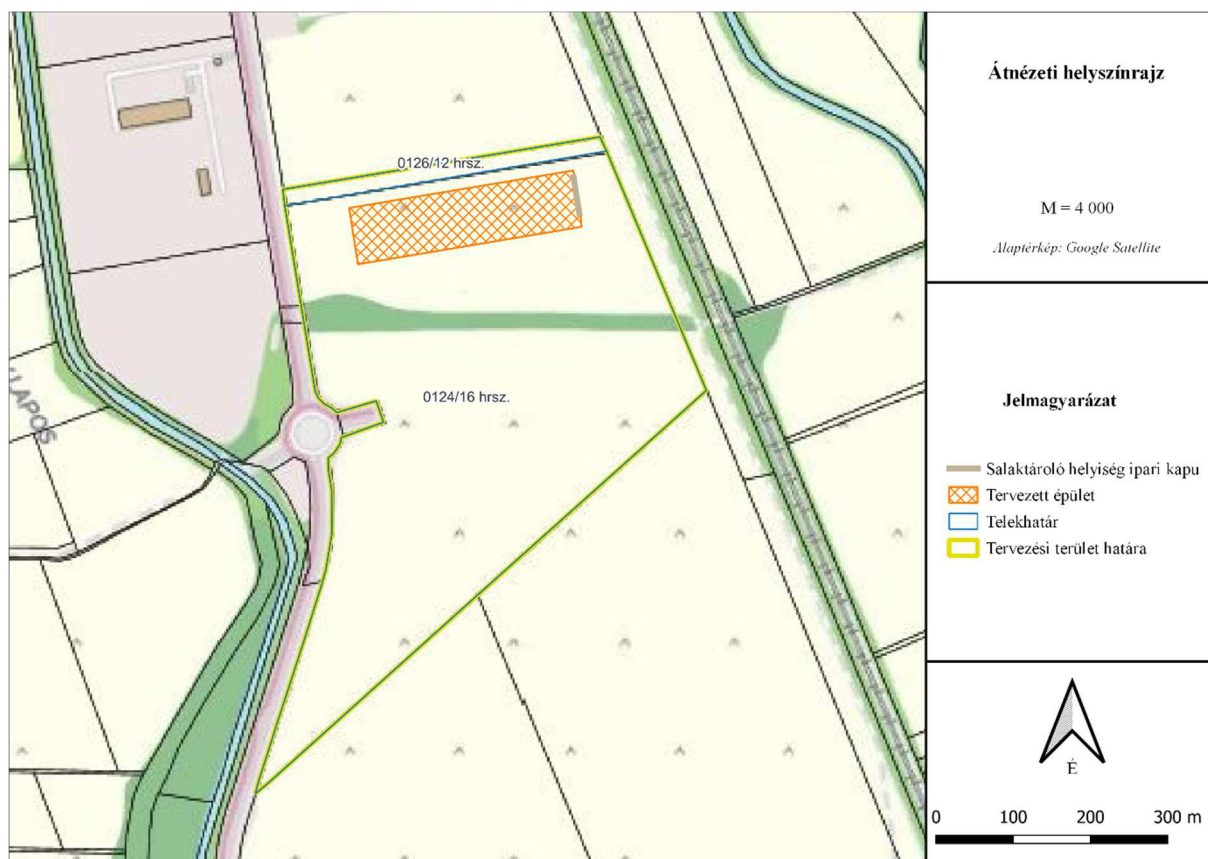 0126/12 hrsz.
0124/16 hrsz.
LAPOS
Átnézeti helyszínrajz
M = 4 000
Alaptérkép: Google Satellite
Jelmagyarázat
Salaktároló helyiség ipari kapu
Tervezett épület
Telekhatár
Tervezési terület határa
É
0 100 200 300 m